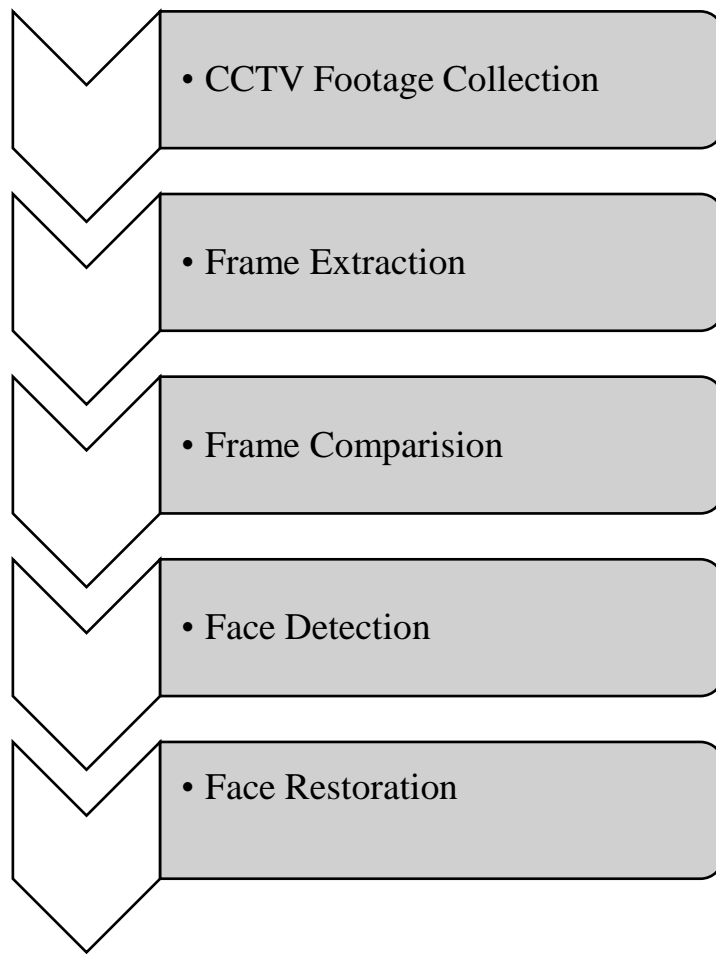 • CCTV Footage Collection
• Frame Extraction
• Frame Comparision
• Face Detection
• Face Restoration